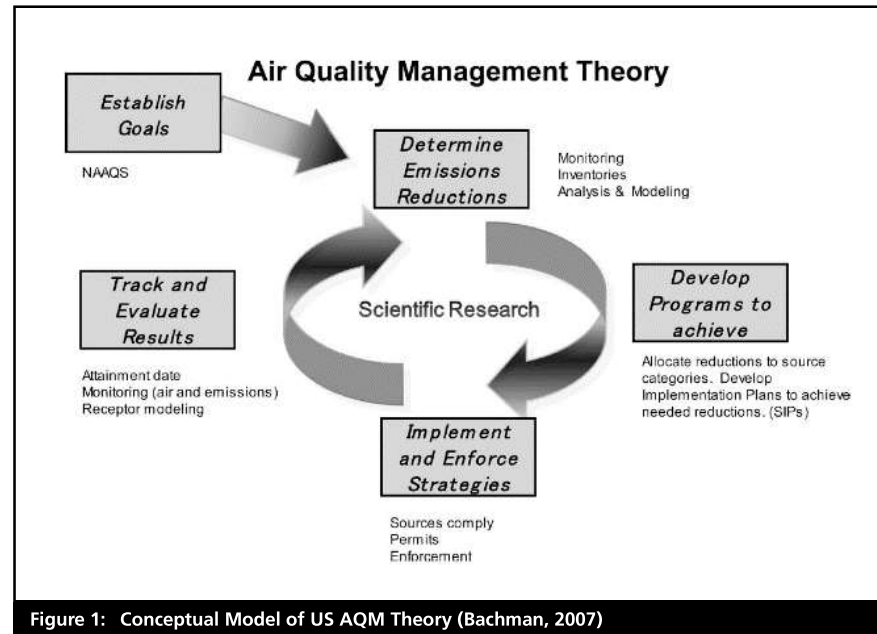 Air Quality Management Theory
Establish
Goals
NAAQS
Determine
Emissions
Reductions
Monitoring
Inventories
Analysis & Modeling
Develop
Programs to
achieve
Allocate reductions to source
categories. Develop
Implementation Plans to achieve
needed reductions. (SIPs)
Scientific Research
Track and
Evaluate
Results
Attainment date
Monitoring (air and emissions)
Receptor modeling
Implement
and Enforce
Strategies
Sources comply
Permits
Enforcement
Figure 1: Conceptual Model of US AQM Theory (Bachman, 2007)